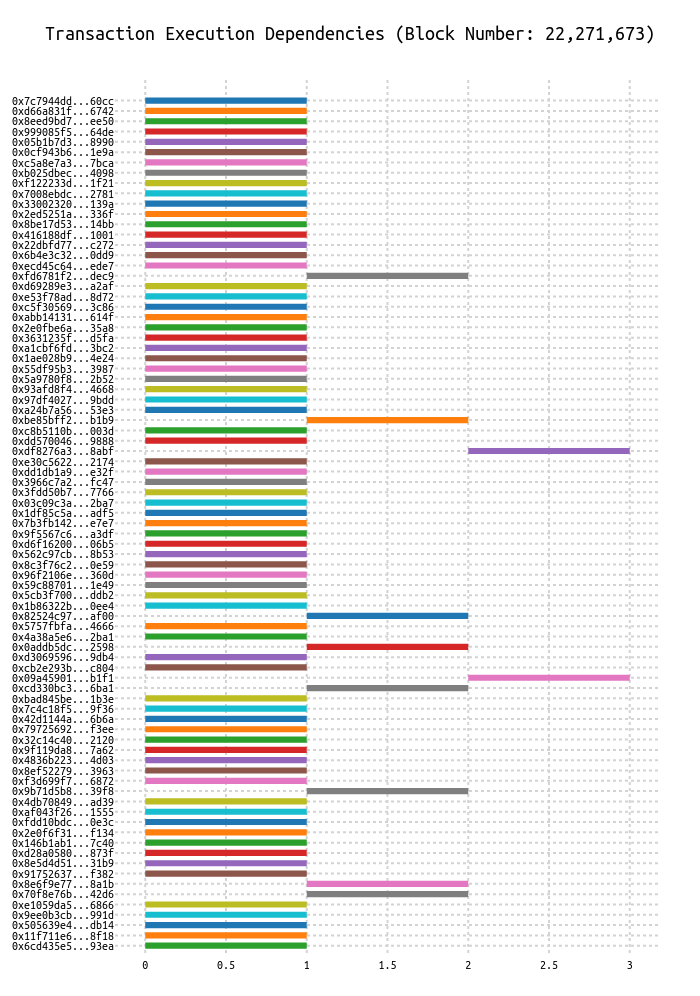 Transaction Execution Dependencies (Block Number: 22,271,673)
0x7c7944dd...60cc
0xd66a831f...6742
0x8eed9bd7...ee50
0x999085f5...64de
0x05b1b7d3...8990
0x0cf943b6...1e9a
0xc5a8e7a3...7bca
0xb025dbec...4098
0xf122233d...1f21
0x7008ebdc...2781
0x33002320...139a
0x2ed5251a...336f
0x8be17d53...14bb
0x416188df...1001
0x22dbfd77...c272
0x6b4e3c32...0dd9
0xecd45c64...ede7
0xfd6781f2...dec9
0xd69289e3...a2af
0xe53f78ad...8d72
0xc5f30569...3c86
0xabb14131...614f
0x2e0fbe6a...35a8
0x3631235f...d5fa
0xa1cbf6fd...3bc2
0x1ae028b9...4e24
0x55df95b3...3987
0x5a9780f8...2b52
0x93afd8f4...4668
0x97df4027...9bdd
0xa24b7a56...53e3
0xbe85bff2...b1b9
0xc8b5110b...003d
0xdd570046...9888
0xdf8276a3...8abf
0xe30c5622...2174
0xdd1db1a9...e32f
0x3966c7a2...fc47
0x3fdd50b7...7766
0x03c09c3a...2ba7
0x1df85c5a...adf5
0x7b3fb142...e7e7
0x9f5567c6...a3df
0xd6f16200...06b5
0x562c97cb...8b53
0x8c3f76c2...0e59
0x96f2106e...360d
0x59c88701...1e49
0x5cb3f700...ddb2
0x1b86322b...0ee4
0x82524c97...af00
0x5757fbfa...4666
0x4a38a5e6...2ba1
0x0addb5dc...2598
0xd3069596...9db4
0xcb2e293b...c804
0x09a45901...b1f1
0xcd330bc3...6ba1
0xbad845be...1b3e
0x7c4c18f5...9f36
0x42d1144a...6b6a
0x79725692...f3ee
0x32c14c40...2120
0x9f119da8...7a62
0x4836b223...4d03
0x8ef52279...3963
0xf3d699f7...6872
0x9b71d5b8...39f8
0x4db70849...ad39
0xaf043f26...1555
0xfdd10bdc...0e3c
0x2e0f6f31...f134
0x146b1ab1...7c40
0xd28a0580...873f
0x8e5d4d51...31b9
0x91752637...f382
0x8e6f9e77...8a1b
0x70f8e76b...42d6
0xe1059da5...6866
0x9ee0b3cb...991d
0x505639e4...db14
0x11f711e6...8f18
0x6cd435e5...93ea
0 0.5 1 1.5 2 2.5 3